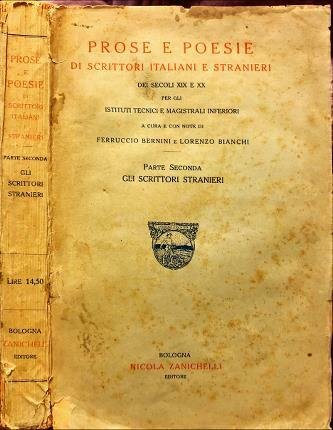 PROSE
E
POESIE
DI SCRITTORI
ITALIANI
E
STRANIERI
PARTE SECONDA
GLI
SCRITTORI
STRANIERI
LIRE 14,50
BOLOGNA
ZANICHELLI
EDITORE
PROSE E POESIE
DI SCRITTORI ITALIANI E STRANIERI
DEI SECOLI XIX E XX
PER GLI
ISTITUTI TECNICI E MAGISTRALI INFERIORI
A CURA E CON NOTE DI
FERRUCCIO BERNINI E LORENZO BIANCHI
PARTE SECONDA
GLI SCRITTORI STRANIERI
BOLOGNA
NICOLA ZANICHELLI
EDITORE